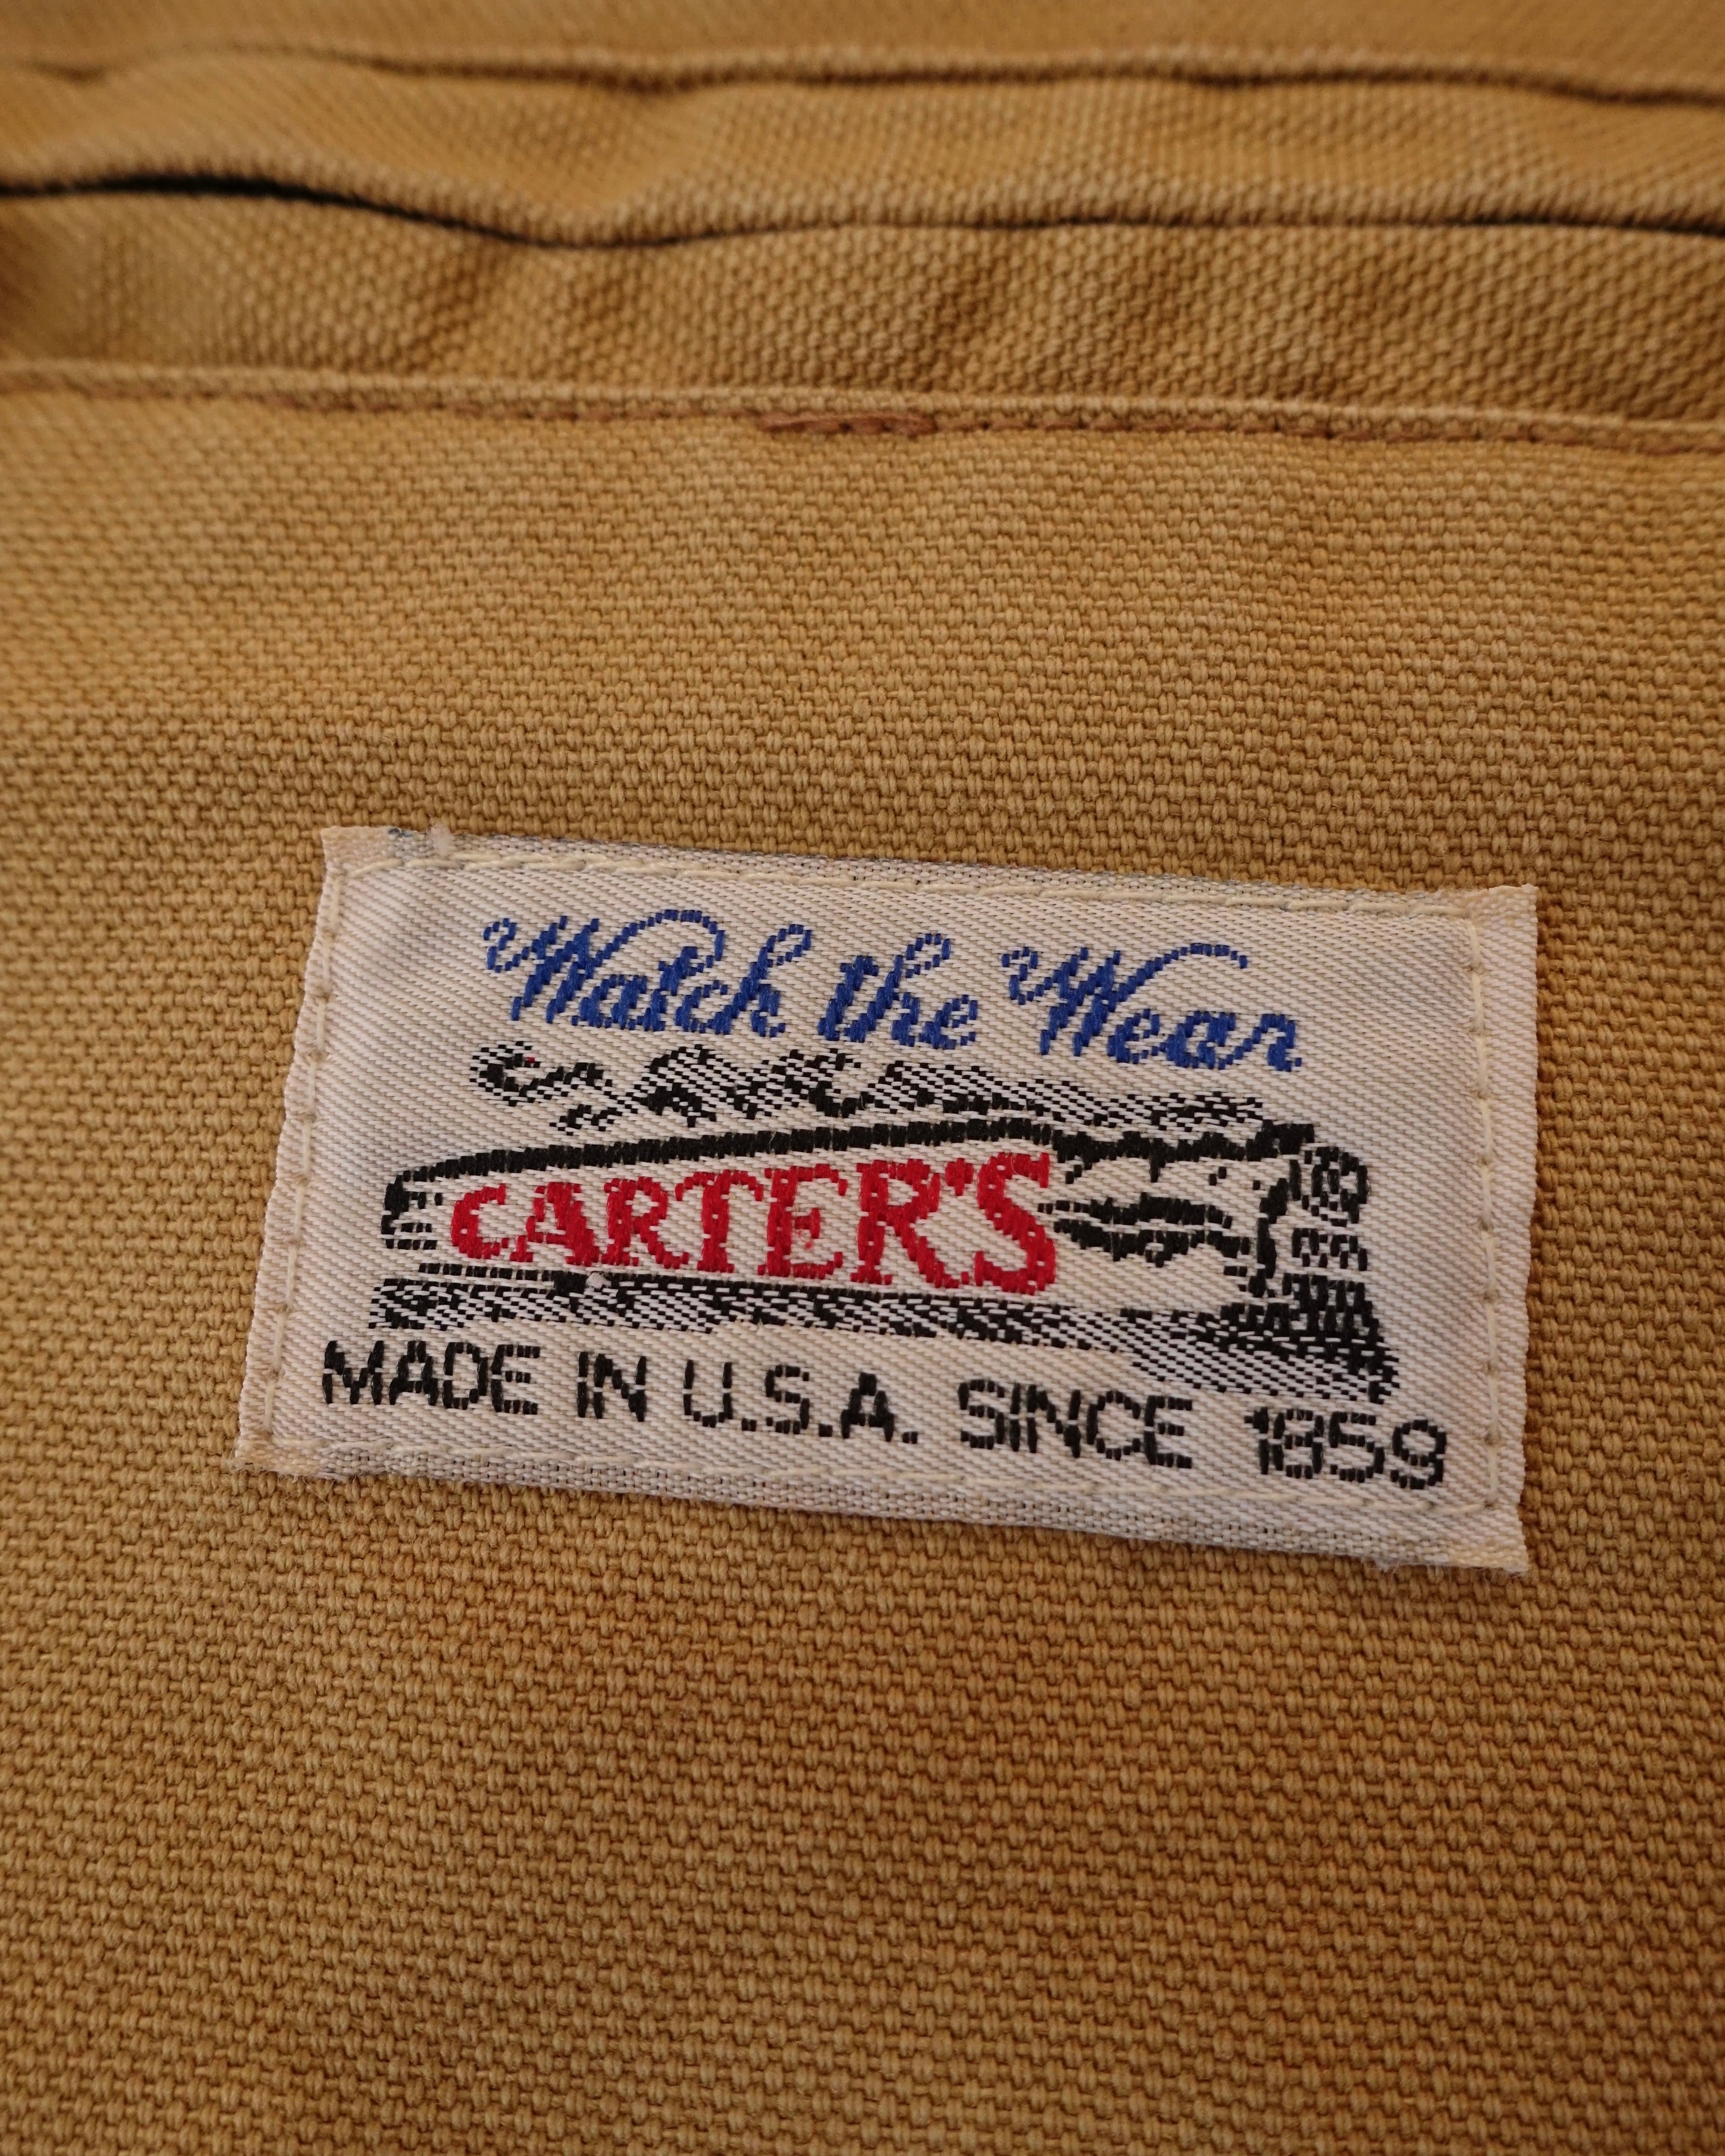 Watch the Wear
CARTER'S
MADE IN U.S.A. SINCE 1859